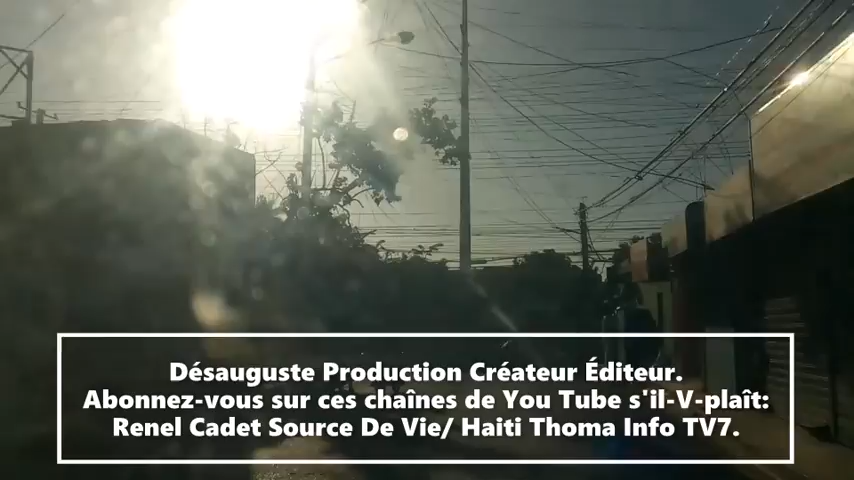 Désauguste Production Créateur Éditeur.
Abonnez-vous sur ces chaînes de You Tube s'il-V-plaît:
Renel Cadet Source De Vie/ Haiti Thoma Info TV7.